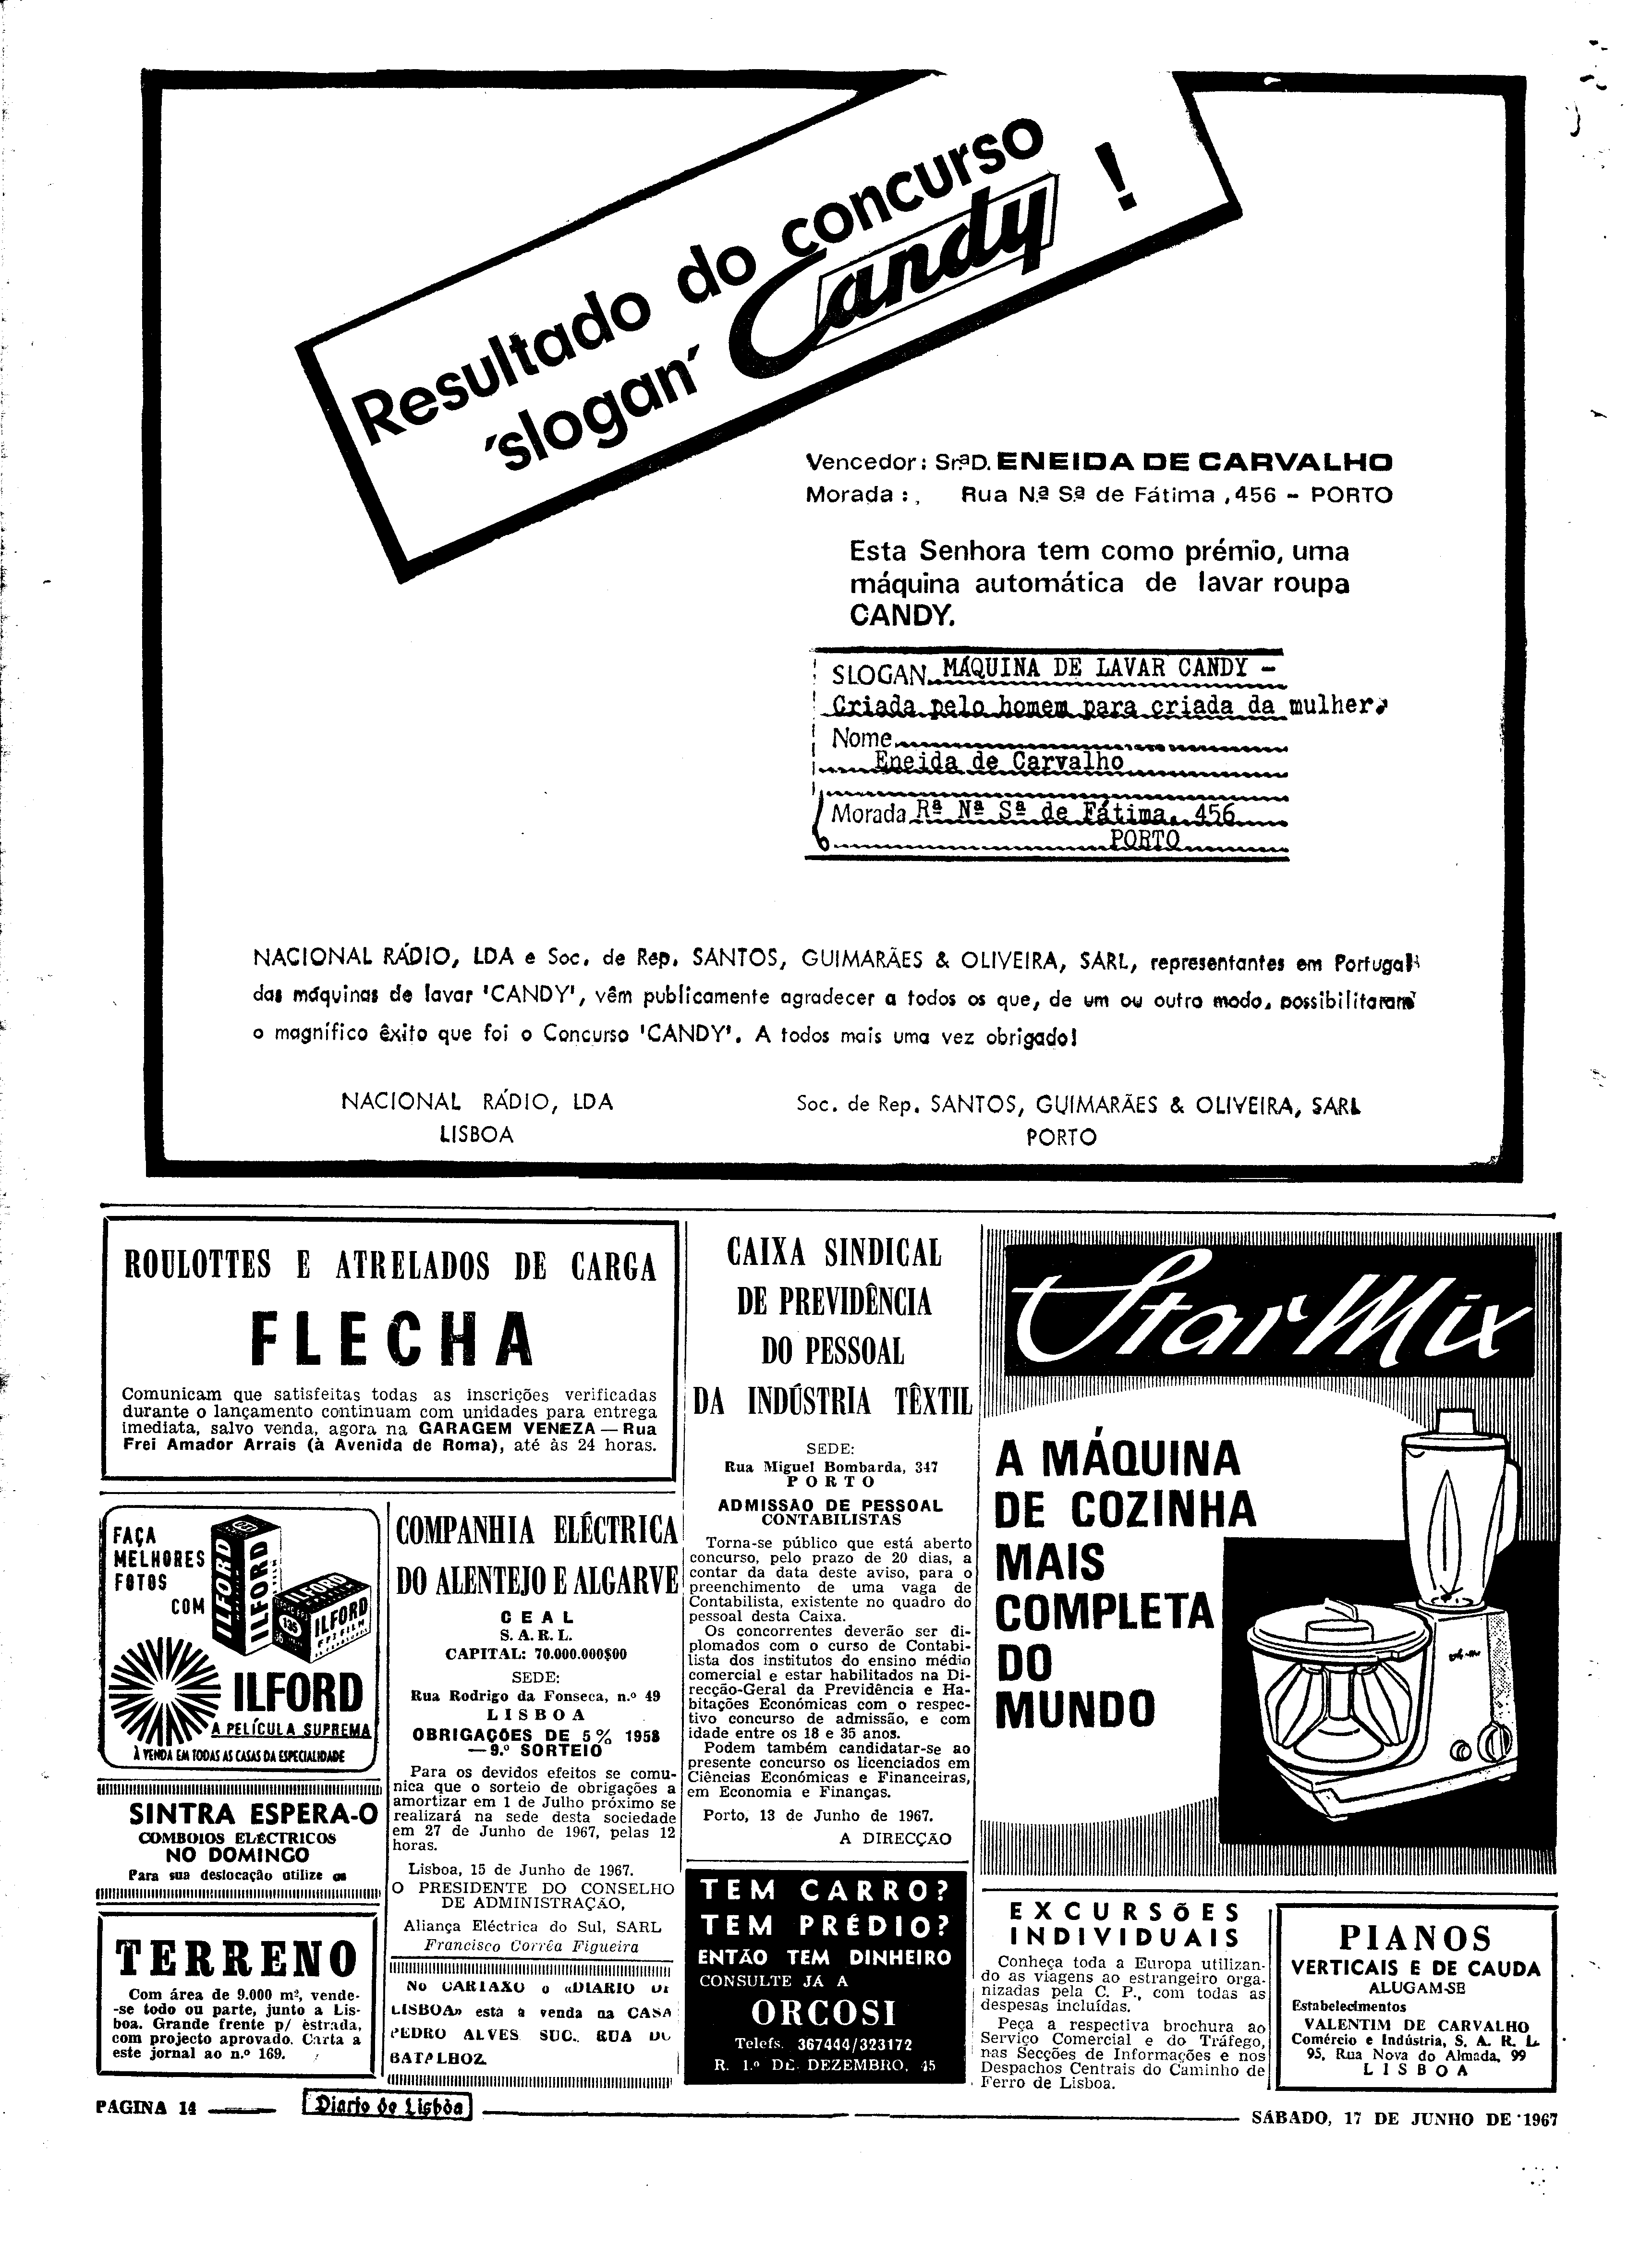 Resultado do concurso
'slogan' Candy !
Vencedor: Sr.ª D. ENEIDA DE CARVALHO
Morada : , Rua N.ª S.ª de Fátima , 456 - PORTO
Esta Senhora tem como prémio, uma
máquina automática de lavar roupa
CANDY.
SLOGAN MÁQUINA DE LAVAR CANDY -
Criada pelo homem para criada da mulher.
Nome
Eneida de Carvalho
Morada Rª Nª Sª de Fátima, 456
PORTO
NACIONAL RÁDIO, LDA e Soc. de Rep. SANTOS, GUIMARÃES & OLIVEIRA, SARL, representantes em Portugal
das máquinas de lavar 'CANDY', vêm publicamente agradecer a todos os que, de um ou outro modo, possibilitaram
o magnífico êxito que foi o Concurso 'CANDY'. A todos mais uma vez obrigado!
NACIONAL RÁDIO, LDA
LISBOA
Soc. de Rep. SANTOS, GUIMARÃES & OLIVEIRA, SARL
PORTO
ROULOTTES E ATRELADOS DE CARGA
FLECHA
Comunicam que satisfeitas todas as inscrições verificadas
durante o lançamento continuam com unidades para entrega
imediata, salvo venda, agora na GARAGEM VENEZA — Rua
Frei Amador Arrais (à Avenida de Roma), até às 24 horas.
FAÇA
MELHORES
FOTOS
COM
ILFORD
ILFORD
ILFORD
135
ILFORD
FP3 FILM
ILFORD
A PELÍCULA SUPREMA
À VENDA EM TODAS AS CASAS DA ESPECIALIDADE
SINTRA ESPERA-O
COMBOIOS ELÉCTRICOS
NO DOMINGO
Para sua deslocação utilize os
TERRENO
Com área de 9.000 m², vende-
-se todo ou parte, junto a Lis-
boa. Grande frente p/ estrada,
com projecto aprovado. Carta a
este jornal ao n.º 169.
COMPANHIA ELÉCTRICA
DO ALENTEJO E ALGARVE
C E A L
S. A. R. L.
CAPITAL: 70.000.000$00
SEDE:
Rua Rodrigo da Fonseca, n.º 49
L I S B O A
OBRIGAÇÕES DE 5% 1958
— 9.º SORTEIO
Para os devidos efeitos se comu-
nica que o sorteio de obrigações a
amortizar em 1 de Julho próximo se
realizará na sede desta sociedade
em 27 de Junho de 1967, pelas 12
horas.
Lisboa, 15 de Junho de 1967.
O PRESIDENTE DO CONSELHO
DE ADMINISTRAÇÃO,
Aliança Eléctrica do Sul, SARL
Francisco Corrêa Figueira
No CARTAXO o «DIARIO DE
LISBOA» está à venda na CASA
PEDRO ALVES SUC., RUA DO
BATALHOZ
CAIXA SINDICAL
DE PREVIDÊNCIA
DO PESSOAL
DA INDÚSTRIA TÊXTIL
SEDE:
Rua Miguel Bombarda, 347
P O R T O
ADMISSÃO DE PESSOAL
CONTABILISTAS
Torna-se público que está aberto
concurso, pelo prazo de 20 dias, a
contar da data deste aviso, para o
preenchimento de uma vaga de
Contabilista, existente no quadro do
pessoal desta Caixa.
Os concorrentes deverão ser di-
plomados com o curso de Contabi-
lista dos institutos do ensino médio
comercial e estar habilitados na Di-
recção-Geral da Previdência e Ha-
bitações Económicas com o respec-
tivo concurso de admissão, e com
idade entre os 18 e 35 anos.
Podem também candidatar-se ao
presente concurso os licenciados em
Ciências Económicas e Financeiras,
em Economia e Finanças.
Porto, 13 de Junho de 1967.
A DIRECÇÃO
TEM CARRO?
TEM PRÉDIO?
ENTÃO TEM DINHEIRO
CONSULTE JÁ A
ORCOSI
Telefs. 367444/323172
R. 1.º DE DEZEMBRO, 45
StarMix
A MÁQUINA
DE COZINHA
MAIS
COMPLETA
DO
MUNDO
EXCURSÕES
INDIVIDUAIS
Conheça toda a Europa utilizan-
do as viagens ao estrangeiro orga-
nizadas pela C. P., com todas as
despesas incluídas.
Peça a respectiva brochura ao
Serviço Comercial e do Tráfego,
nas Secções de Informações e nos
Despachos Centrais do Caminho de
Ferro de Lisboa.
PIANOS
VERTICAIS E DE CAUDA
ALUGAM-SE
Estabelecimentos
VALENTIM DE CARVALHO
Comércio e Indústria, S. A. R. L.
95, Rua Nova do Almada, 99
L I S B O A
PÁGINA 14
Diario de Lisbôa
SÁBADO, 17 DE JUNHO DE 1967